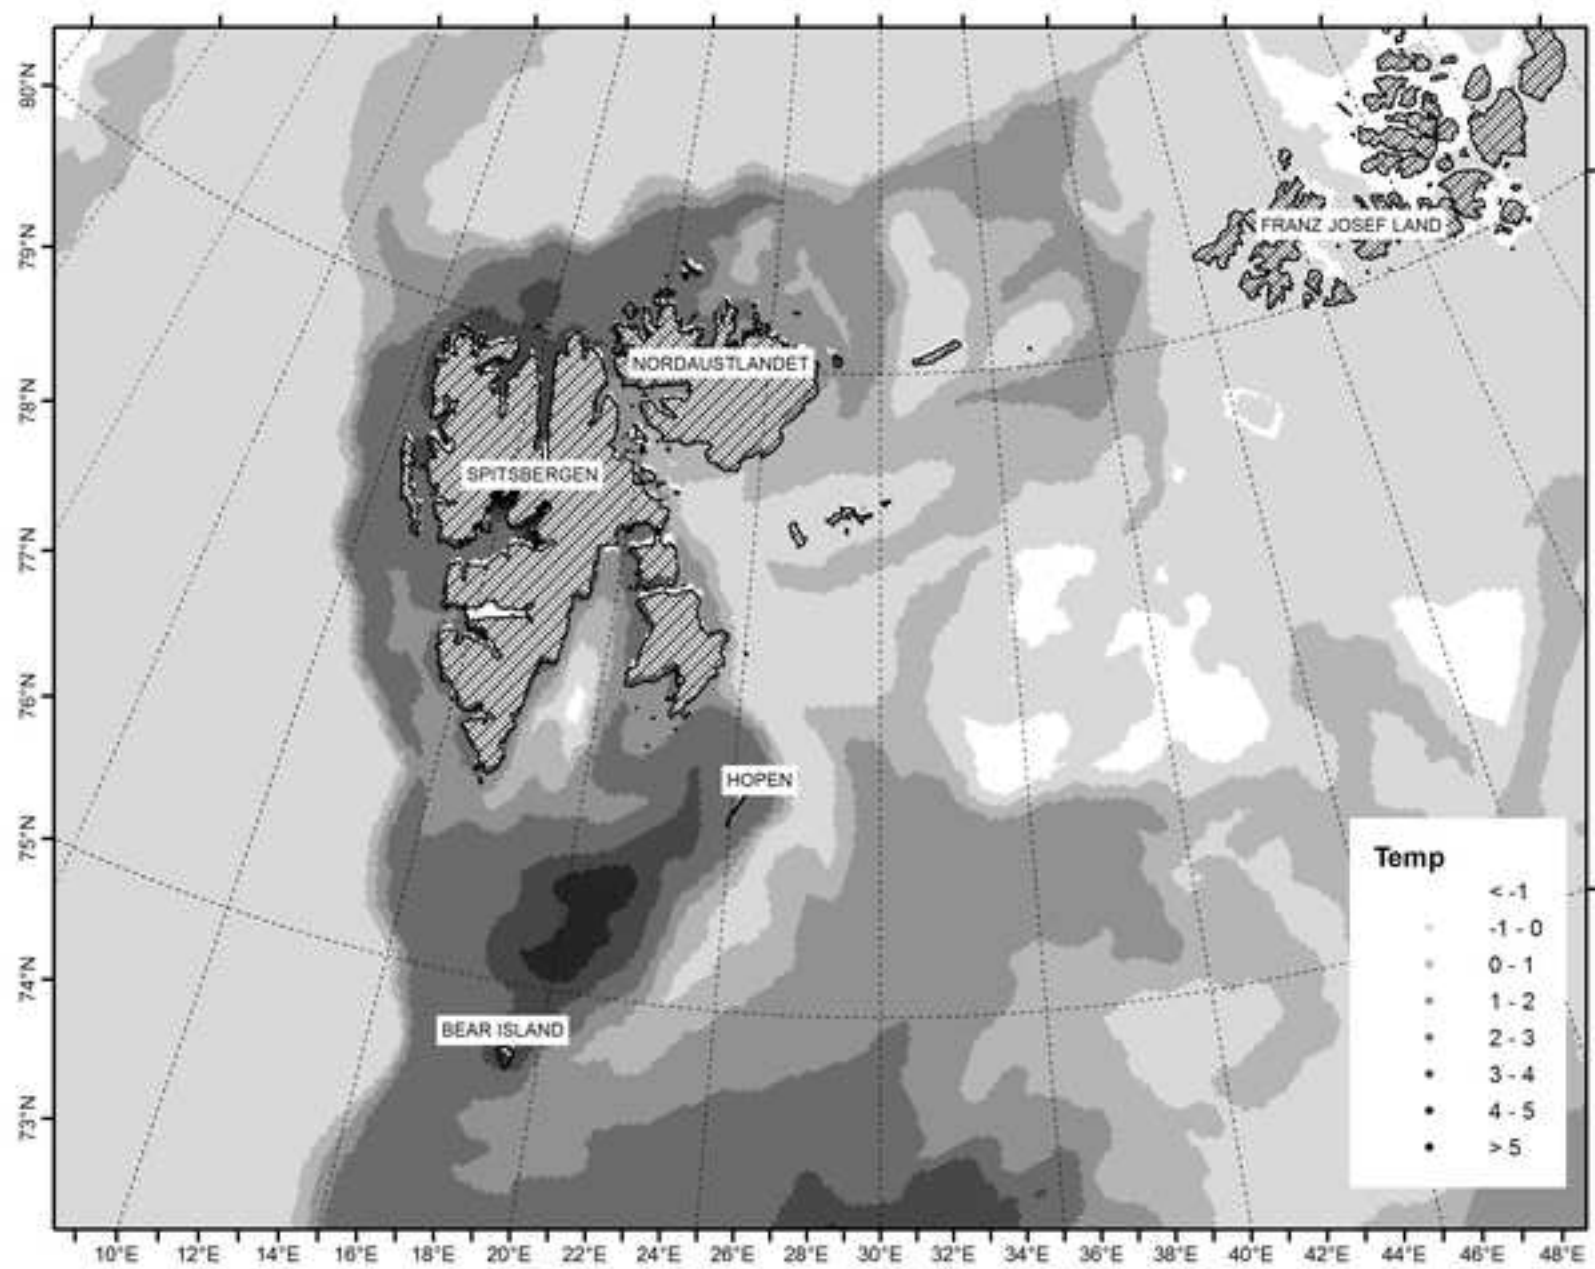 80°N
79°N
78°N
77°N
76°N
75°N
74°N
73°N
FRANZ JOSEF LAND
NORDAUSTLANDET
SPITSBERGEN
HOPEN
BEAR ISLAND
Temp
< -1
-1 - 0
0 - 1
1 - 2
2 - 3
3 - 4
4 - 5
> 5
10°E 12°E 14°E 16°E 18°E 20°E 22°E 24°E 26°E 28°E 30°E 32°E 34°E 36°E 38°E 40°E 42°E 44°E 46°E 48°E